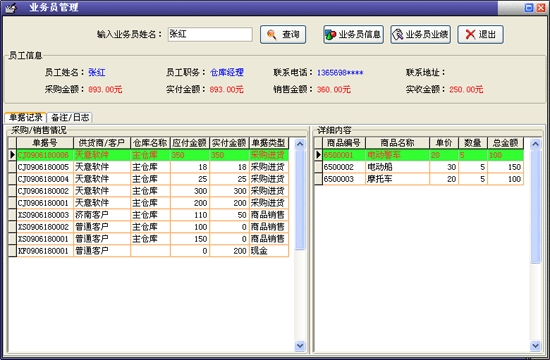 业务员管理
输入业务员姓名： 张红 查询 业务员信息 业务员业绩 退出
员工信息
员工姓名： 张红 员工职务： 仓库经理 联系电话： 1365698**** 联系地址：
采购金额： 893.00元 实付金额： 893.00元 销售金额： 360.00元 实收金额： 250.00元
单据记录 备注/日志
采购/销售情况
单据号 供货商/客户 仓库名称 应付金额 实付金额 单据类型
CJ0906180006 天意软件 主仓库 350 350 采购进货
CJ0906180005 天意软件 主仓库 18 18 采购进货
CJ0906180004 天意软件 主仓库 25 25 采购进货
CJ0906180002 天意软件 主仓库 300 300 采购进货
CJ0906180001 天意软件 主仓库 200 200 采购进货
XS0906180003 济南客户 主仓库 110 50 商品销售
XS0906180002 普通客户 主仓库 100 0 商品销售
XS0906180001 普通客户 主仓库 150 0 商品销售
KF0906180001 普通客户 0 200 现金
详细内容
商品编号 商品名称 单价 数量 总金额
6500001 电动警车 20 5 100
6500002 电动船 30 5 150
6500003 摩托车 20 5 100